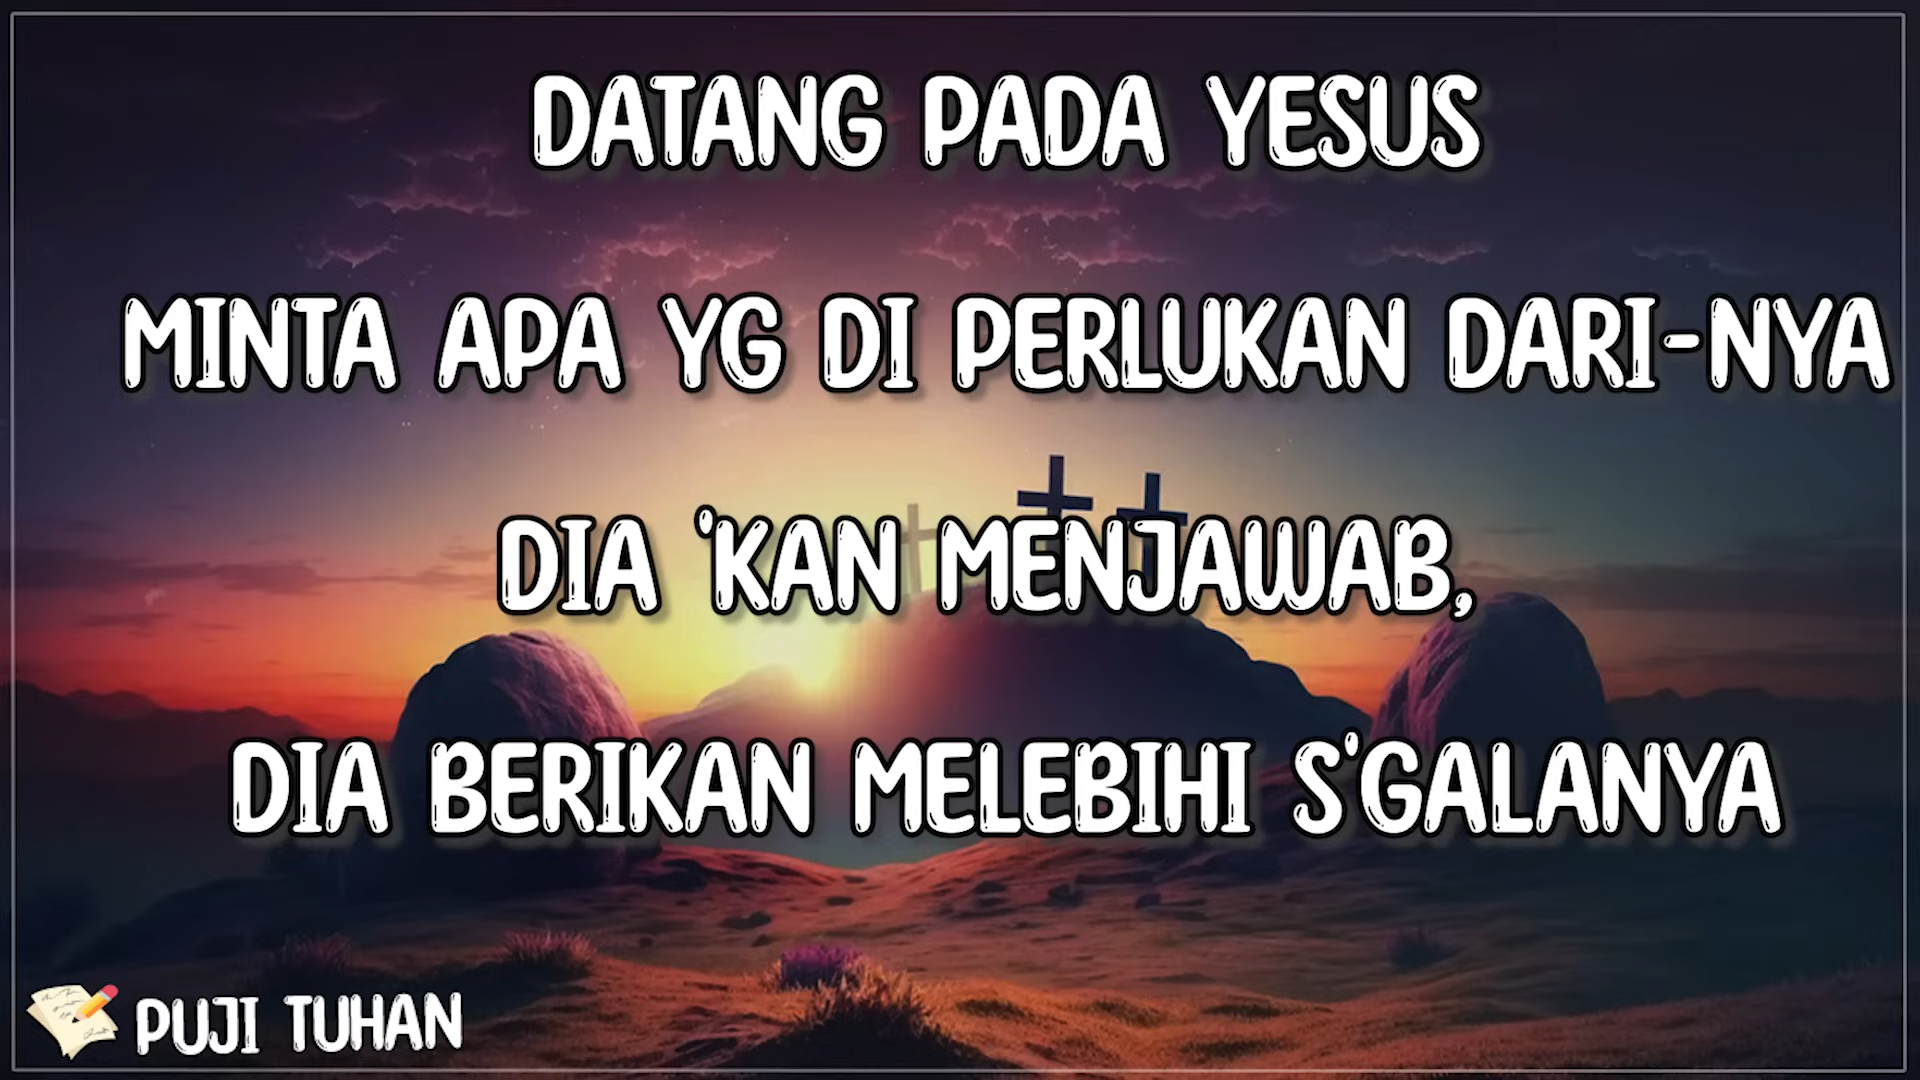 DATANG PADA YESUS
MINTA APA YG DI PERLUKAN DARI-NYA
DIA 'KAN MENJAWAB,
DIA BERIKAN MELEBIHI S'GALANYA
PUJI TUHAN